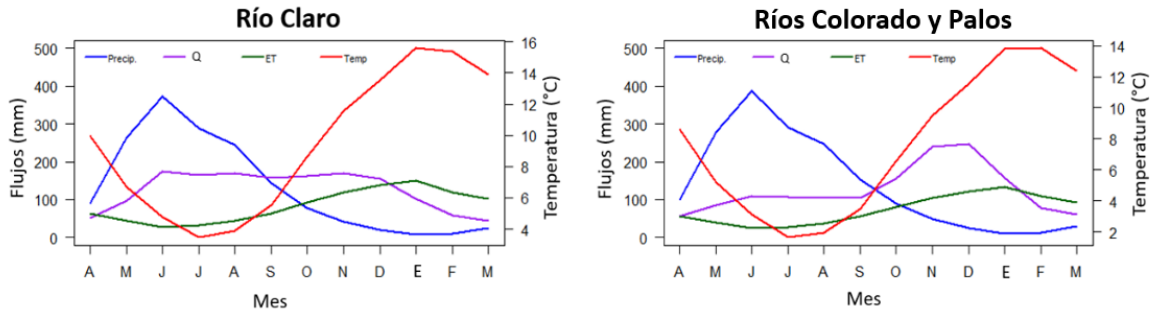 Río Claro
Precip. Q ET Temp
Flujos (mm)
500
400
300
200
100
0
16
14
12
10
8
6
4
Temperatura (°C)
A M J J A S O N D E F M
Mes
Ríos Colorado y Palos
Precip. Q ET Temp
Flujos (mm)
500
400
300
200
100
0
14
12
10
8
6
4
2
Temperatura (°C)
A M J J A S O N D E F M
Mes